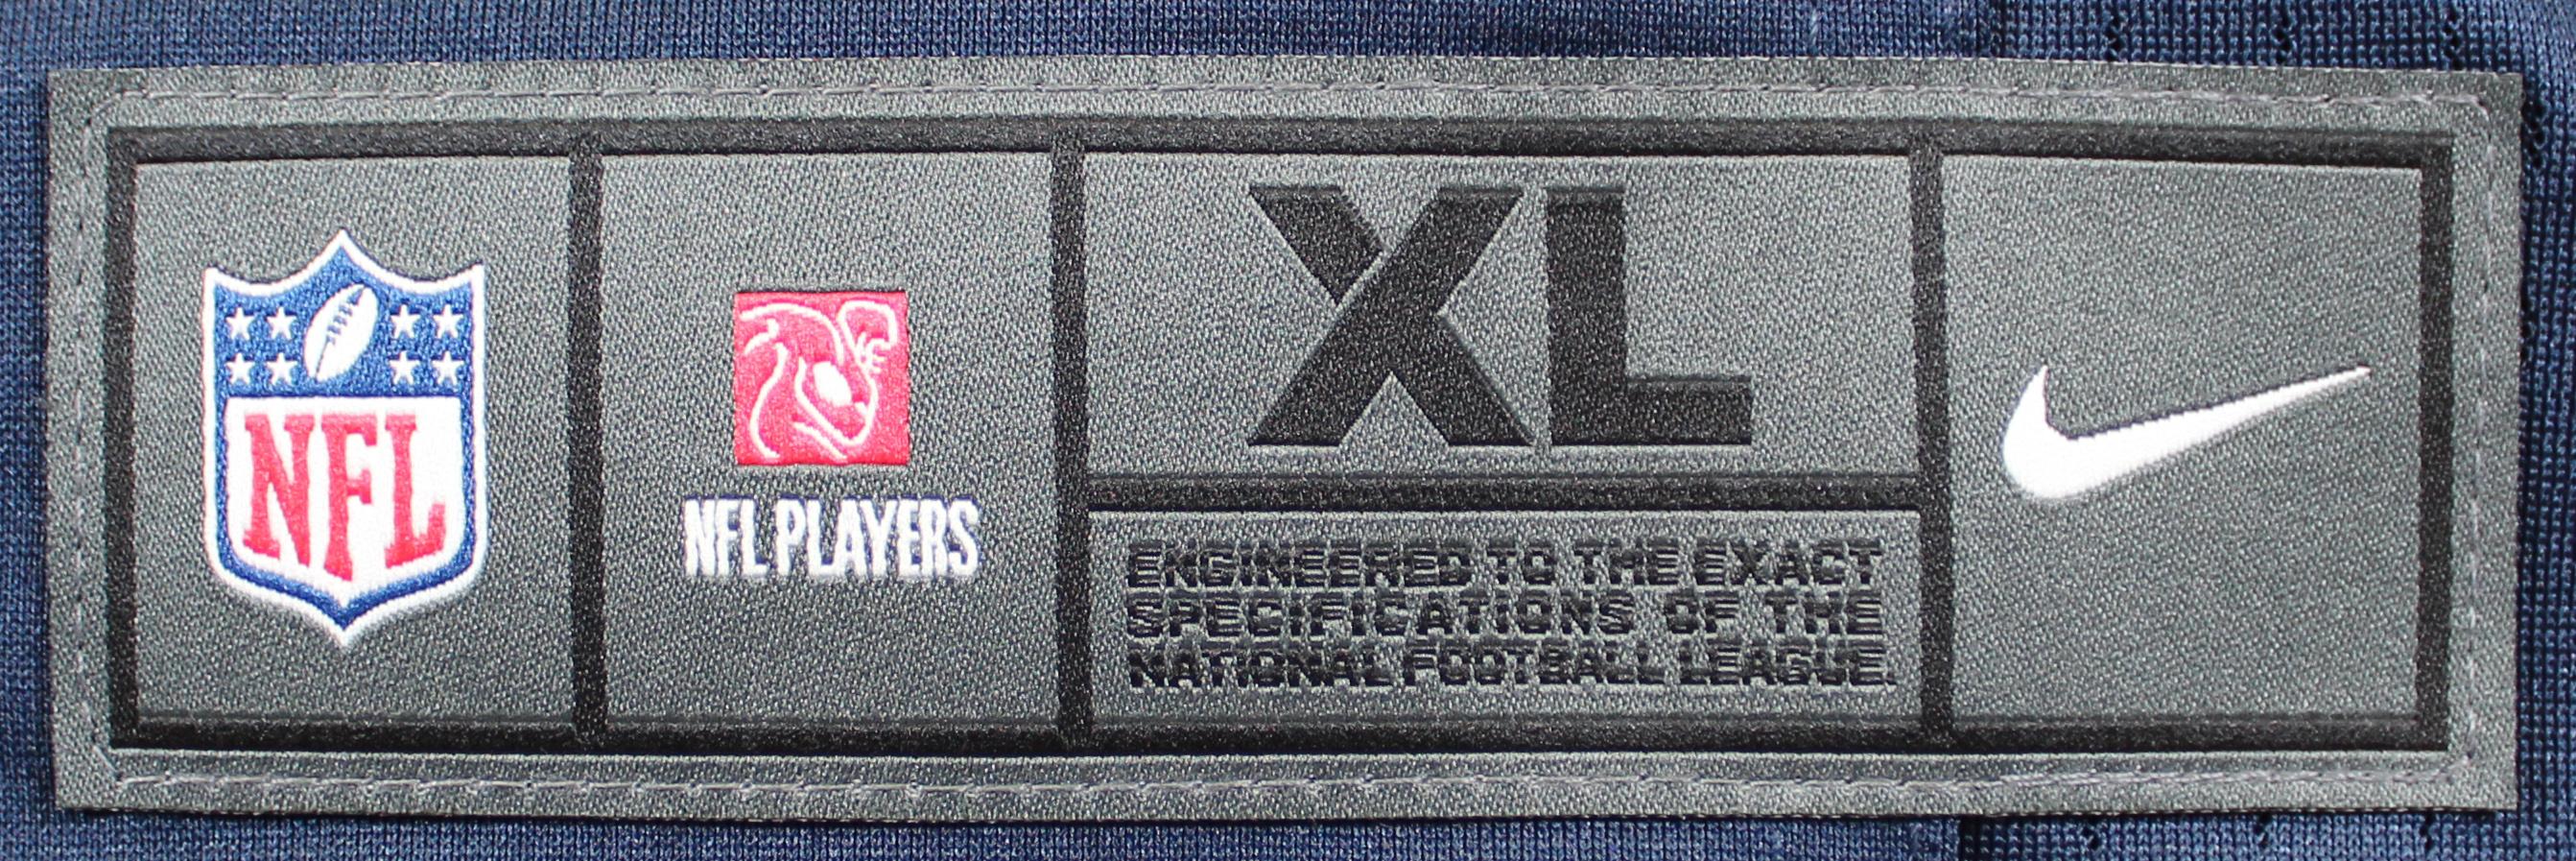 NFL
NFL PLAYERS
XL
ENGINEERED TO THE EXACT
SPECIFICATIONS OF THE
NATIONAL FOOTBALL LEAGUE.